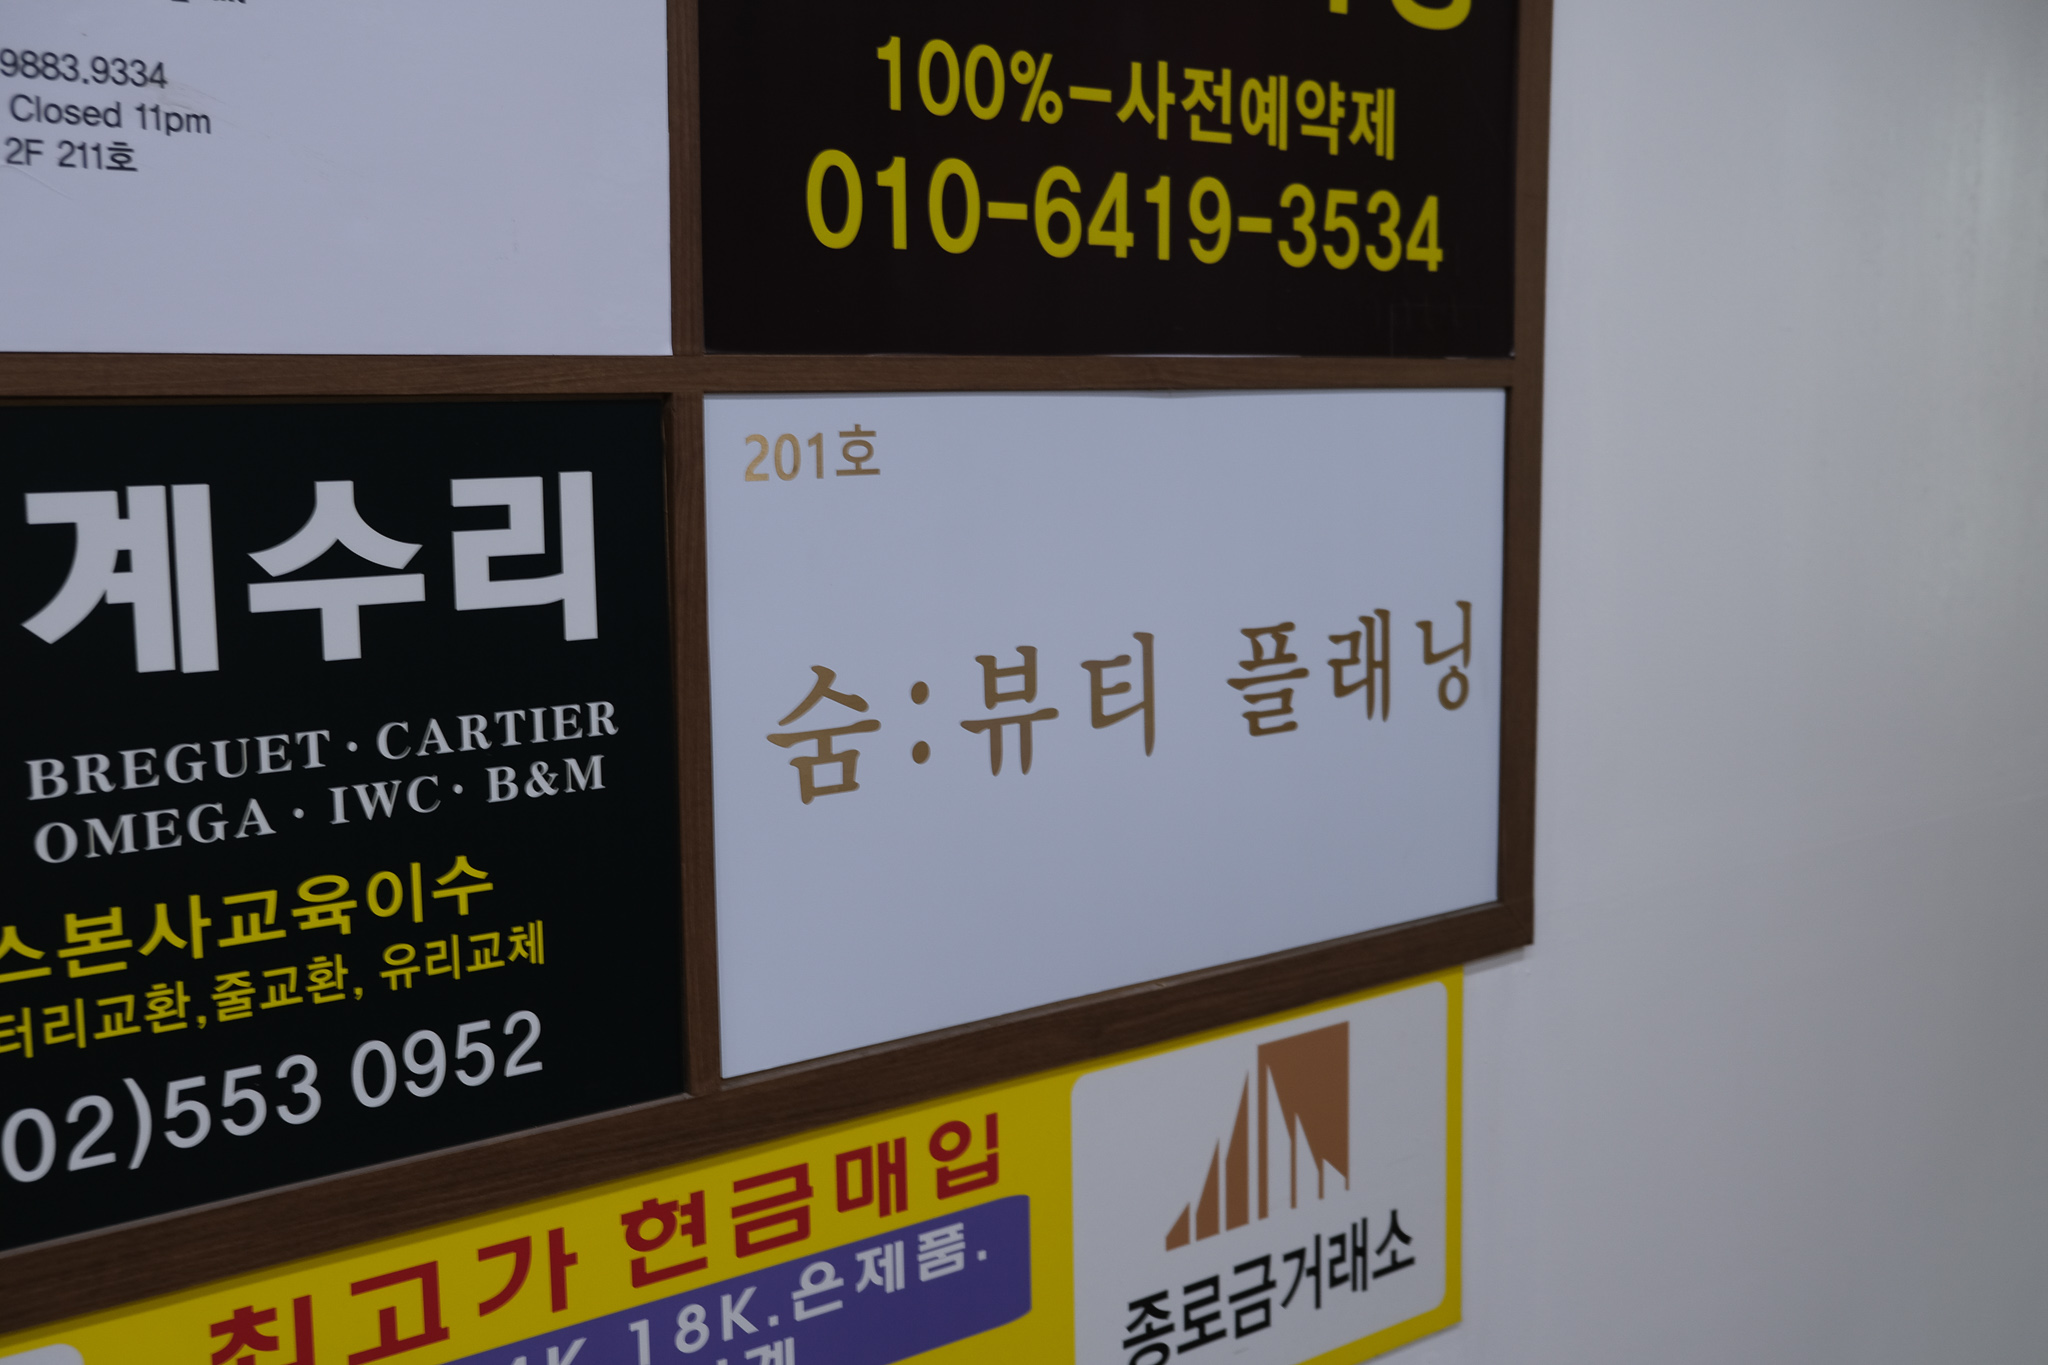 9883.9334
Closed 11pm
2F 211호
100%-사전예약제
010-6419-3534
계수리
BREGUET · CARTIER
OMEGA · IWC · B&M
스본사교육이수
터리교환,줄교환, 유리교체
02)553 0952
201호
숨:뷰티 플래닝
최고가 현금매입
18K.은제품.
종로금거래소